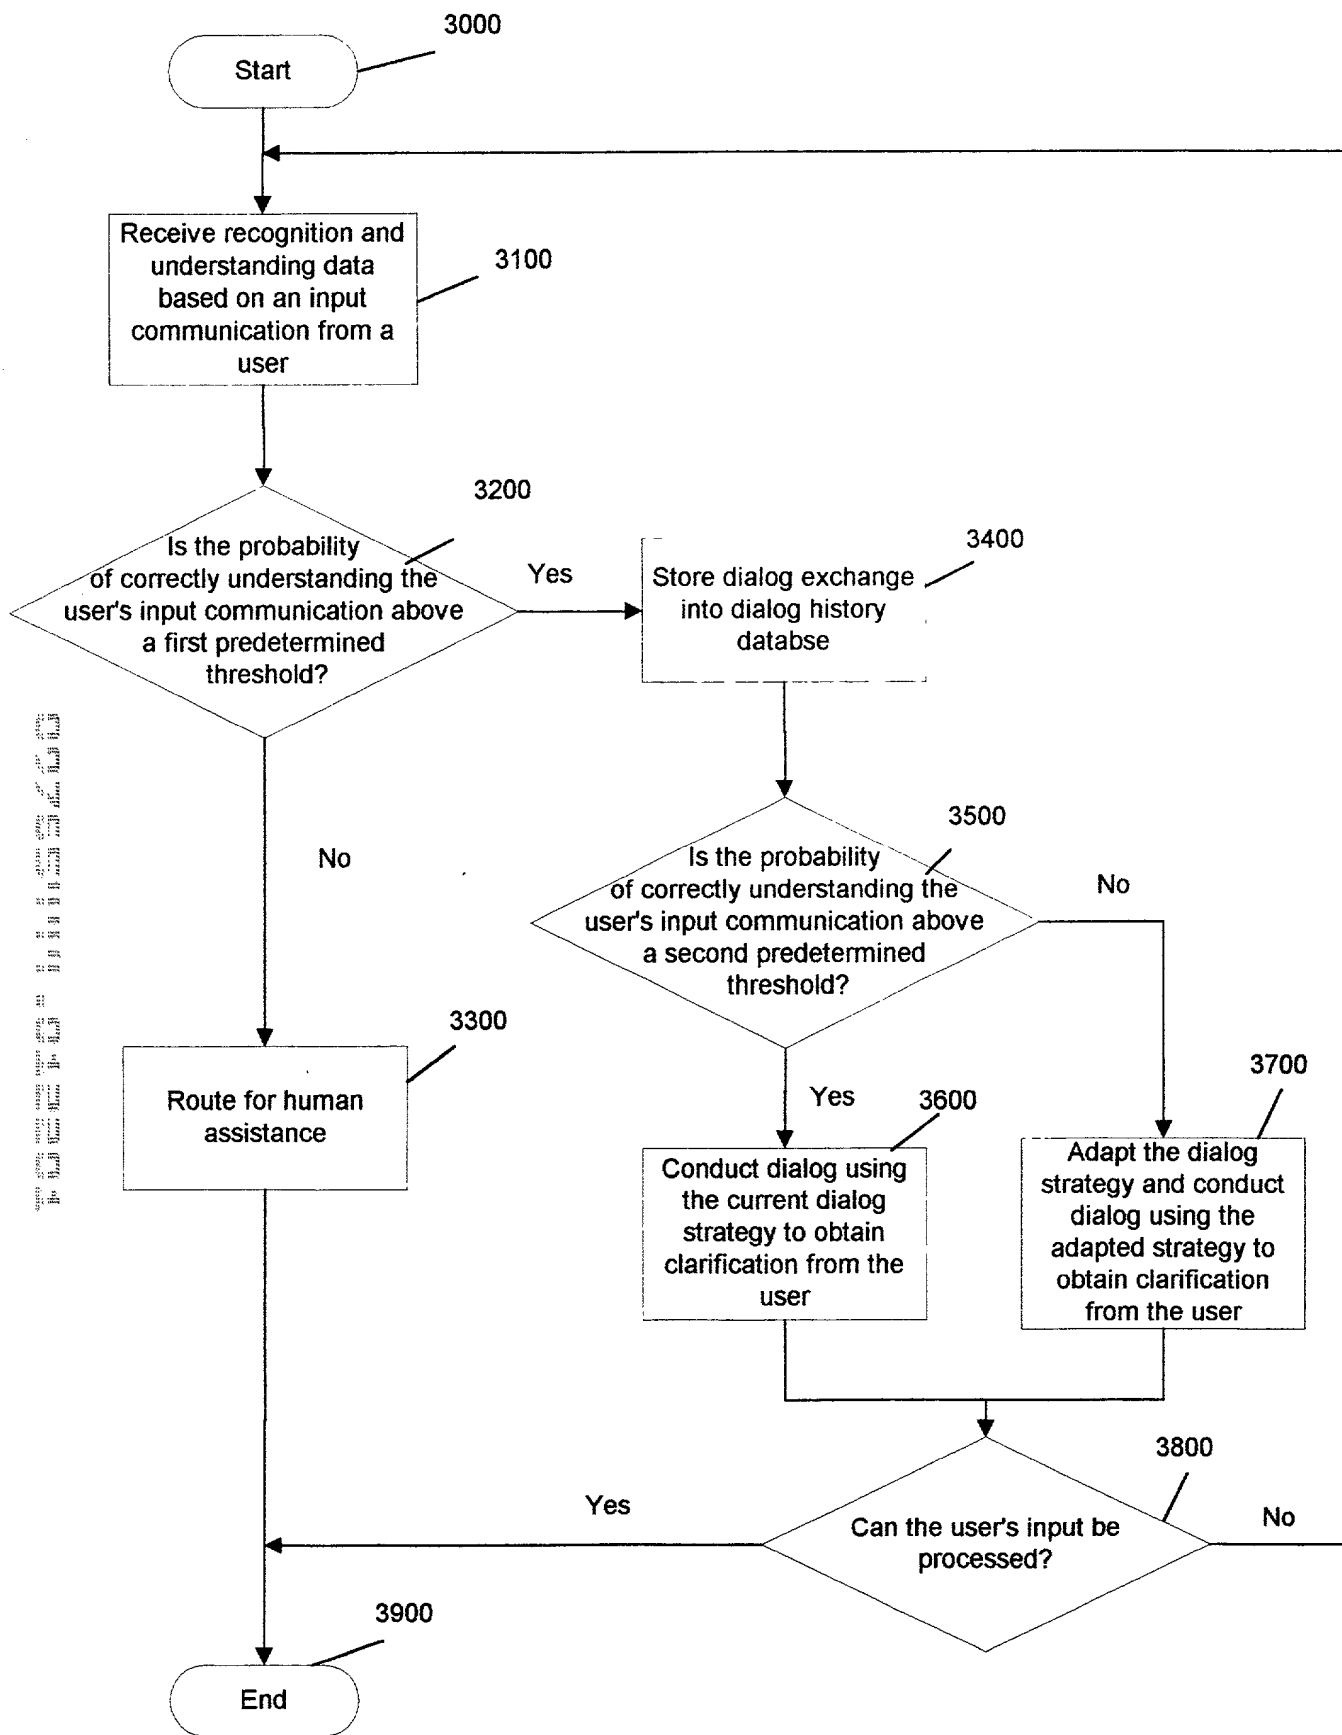 3000
Start
Receive recognition and
understanding data
based on an input
communication from a
user
3100
3200
Is the probability
of correctly understanding the
user's input communication above
a first predetermined
threshold?
Yes
3400
Store dialog exchange
into dialog history
databse
No
3500
Is the probability
of correctly understanding the
user's input communication above
a second predetermined
threshold?
No
3300
Route for human
assistance
Yes
3600
Conduct dialog using
the current dialog
strategy to obtain
clarification from the
user
3700
Adapt the dialog
strategy and conduct
dialog using the
adapted strategy to
obtain clarification
from the user
3800
Can the user's input be
processed?
Yes
No
3900
End